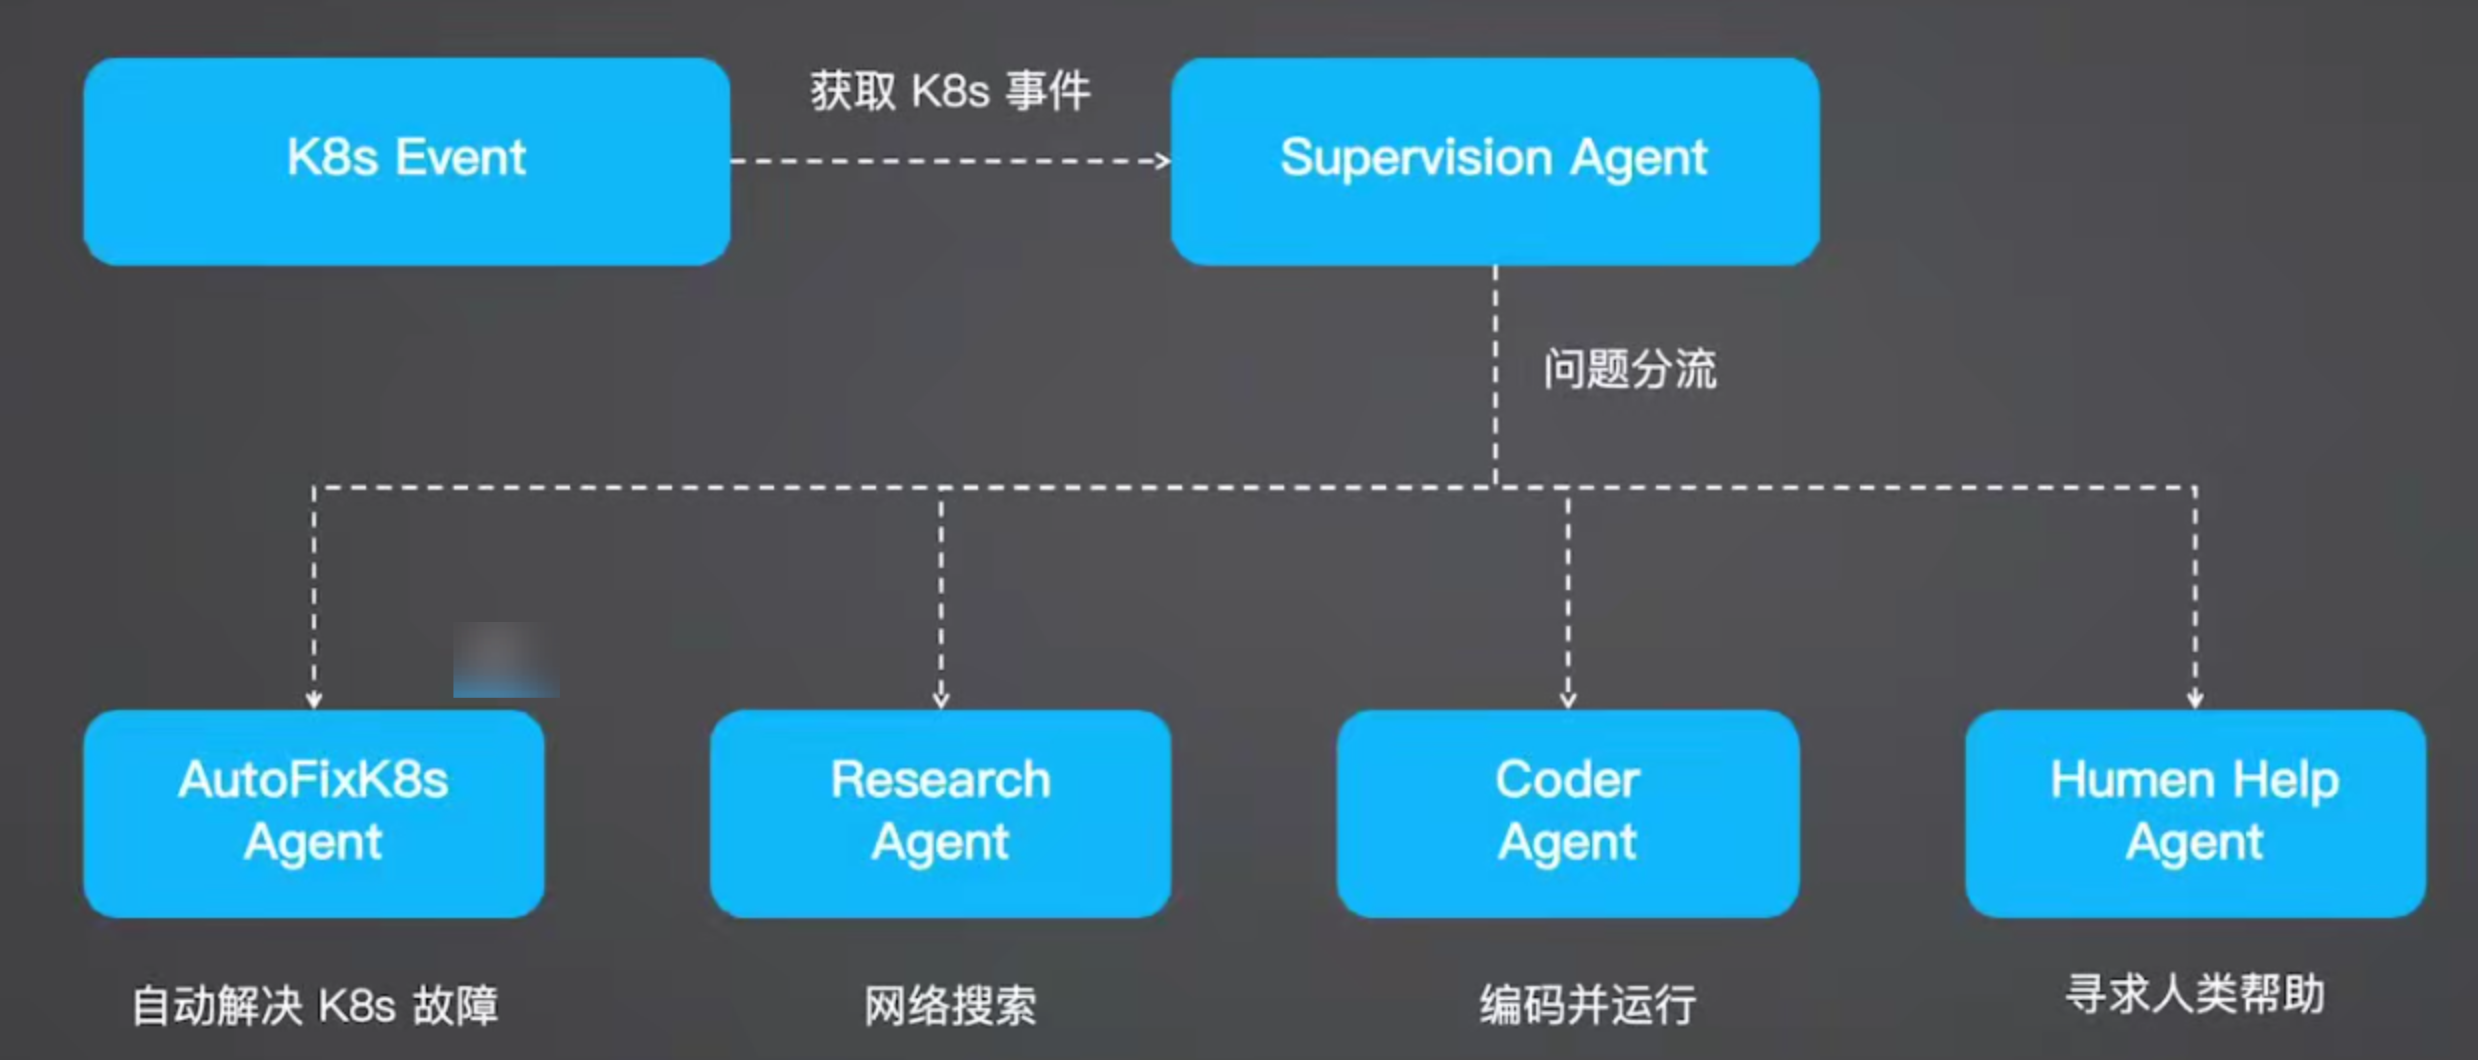 获取 K8s 事件
K8s Event
Supervision Agent
问题分流
AutoFixK8s
Agent
Research
Agent
Coder
Agent
Humen Help
Agent
自动解决 K8s 故障
网络搜索
编码并运行
寻求人类帮助